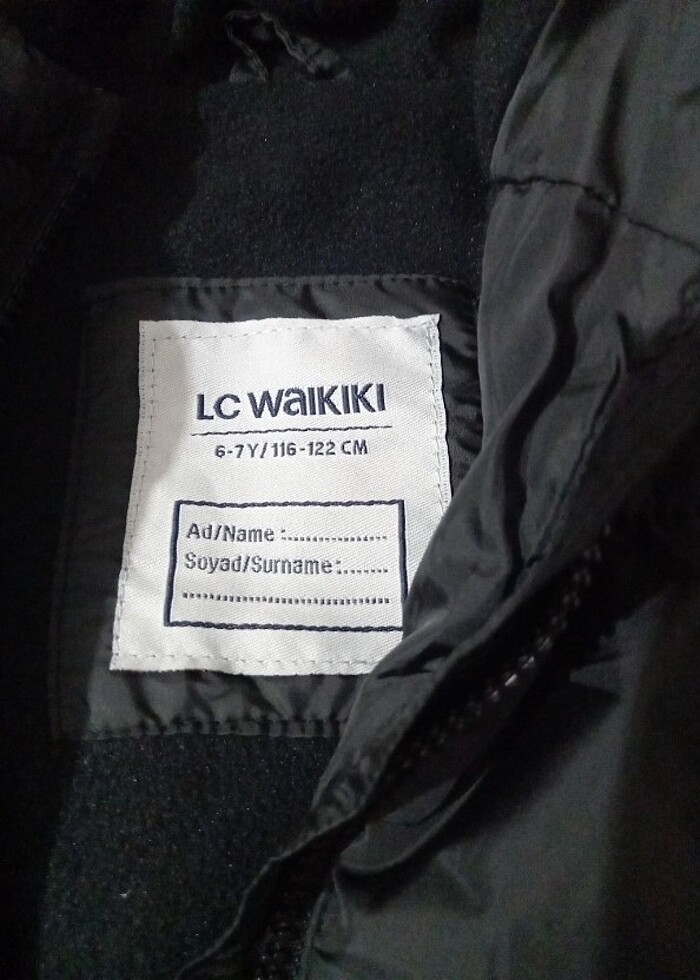 LC WAIKIKI
6-7Y/116-122 CM
Ad/Name :................
Soyad/Surname:.......
................................